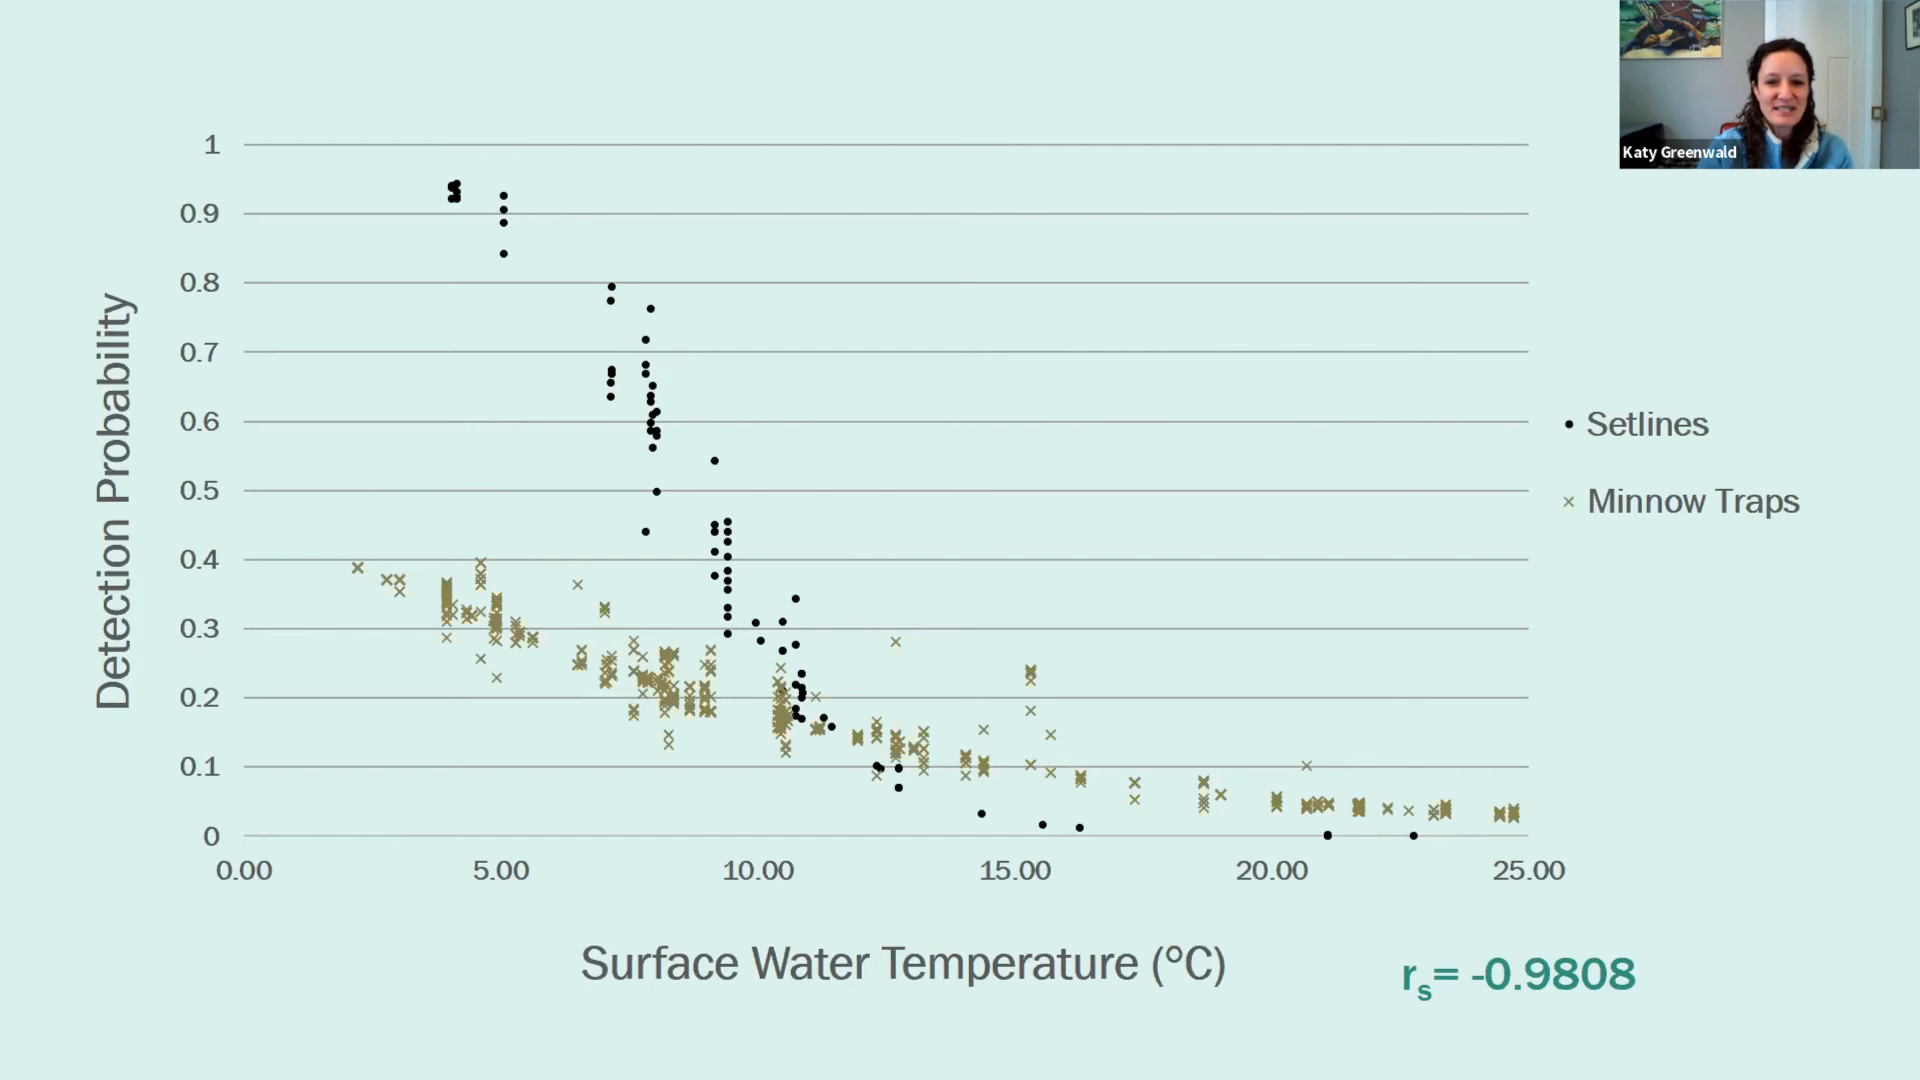 Katy Greenwald
1
0.9
0.8
0.7
0.6
0.5
0.4
0.3
0.2
0.1
0
Detection Probability
0.00 5.00 10.00 15.00 20.00 25.00
Surface Water Temperature (°C)
Setlines
Minnow Traps
rs= -0.9808